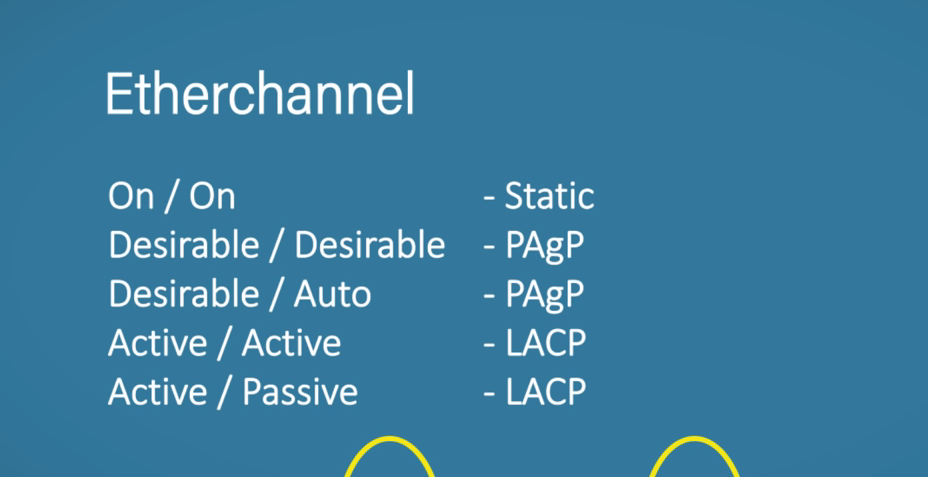 Etherchannel
On / On - Static
Desirable / Desirable - PAgP
Desirable / Auto - PAgP
Active / Active - LACP
Active / Passive - LACP